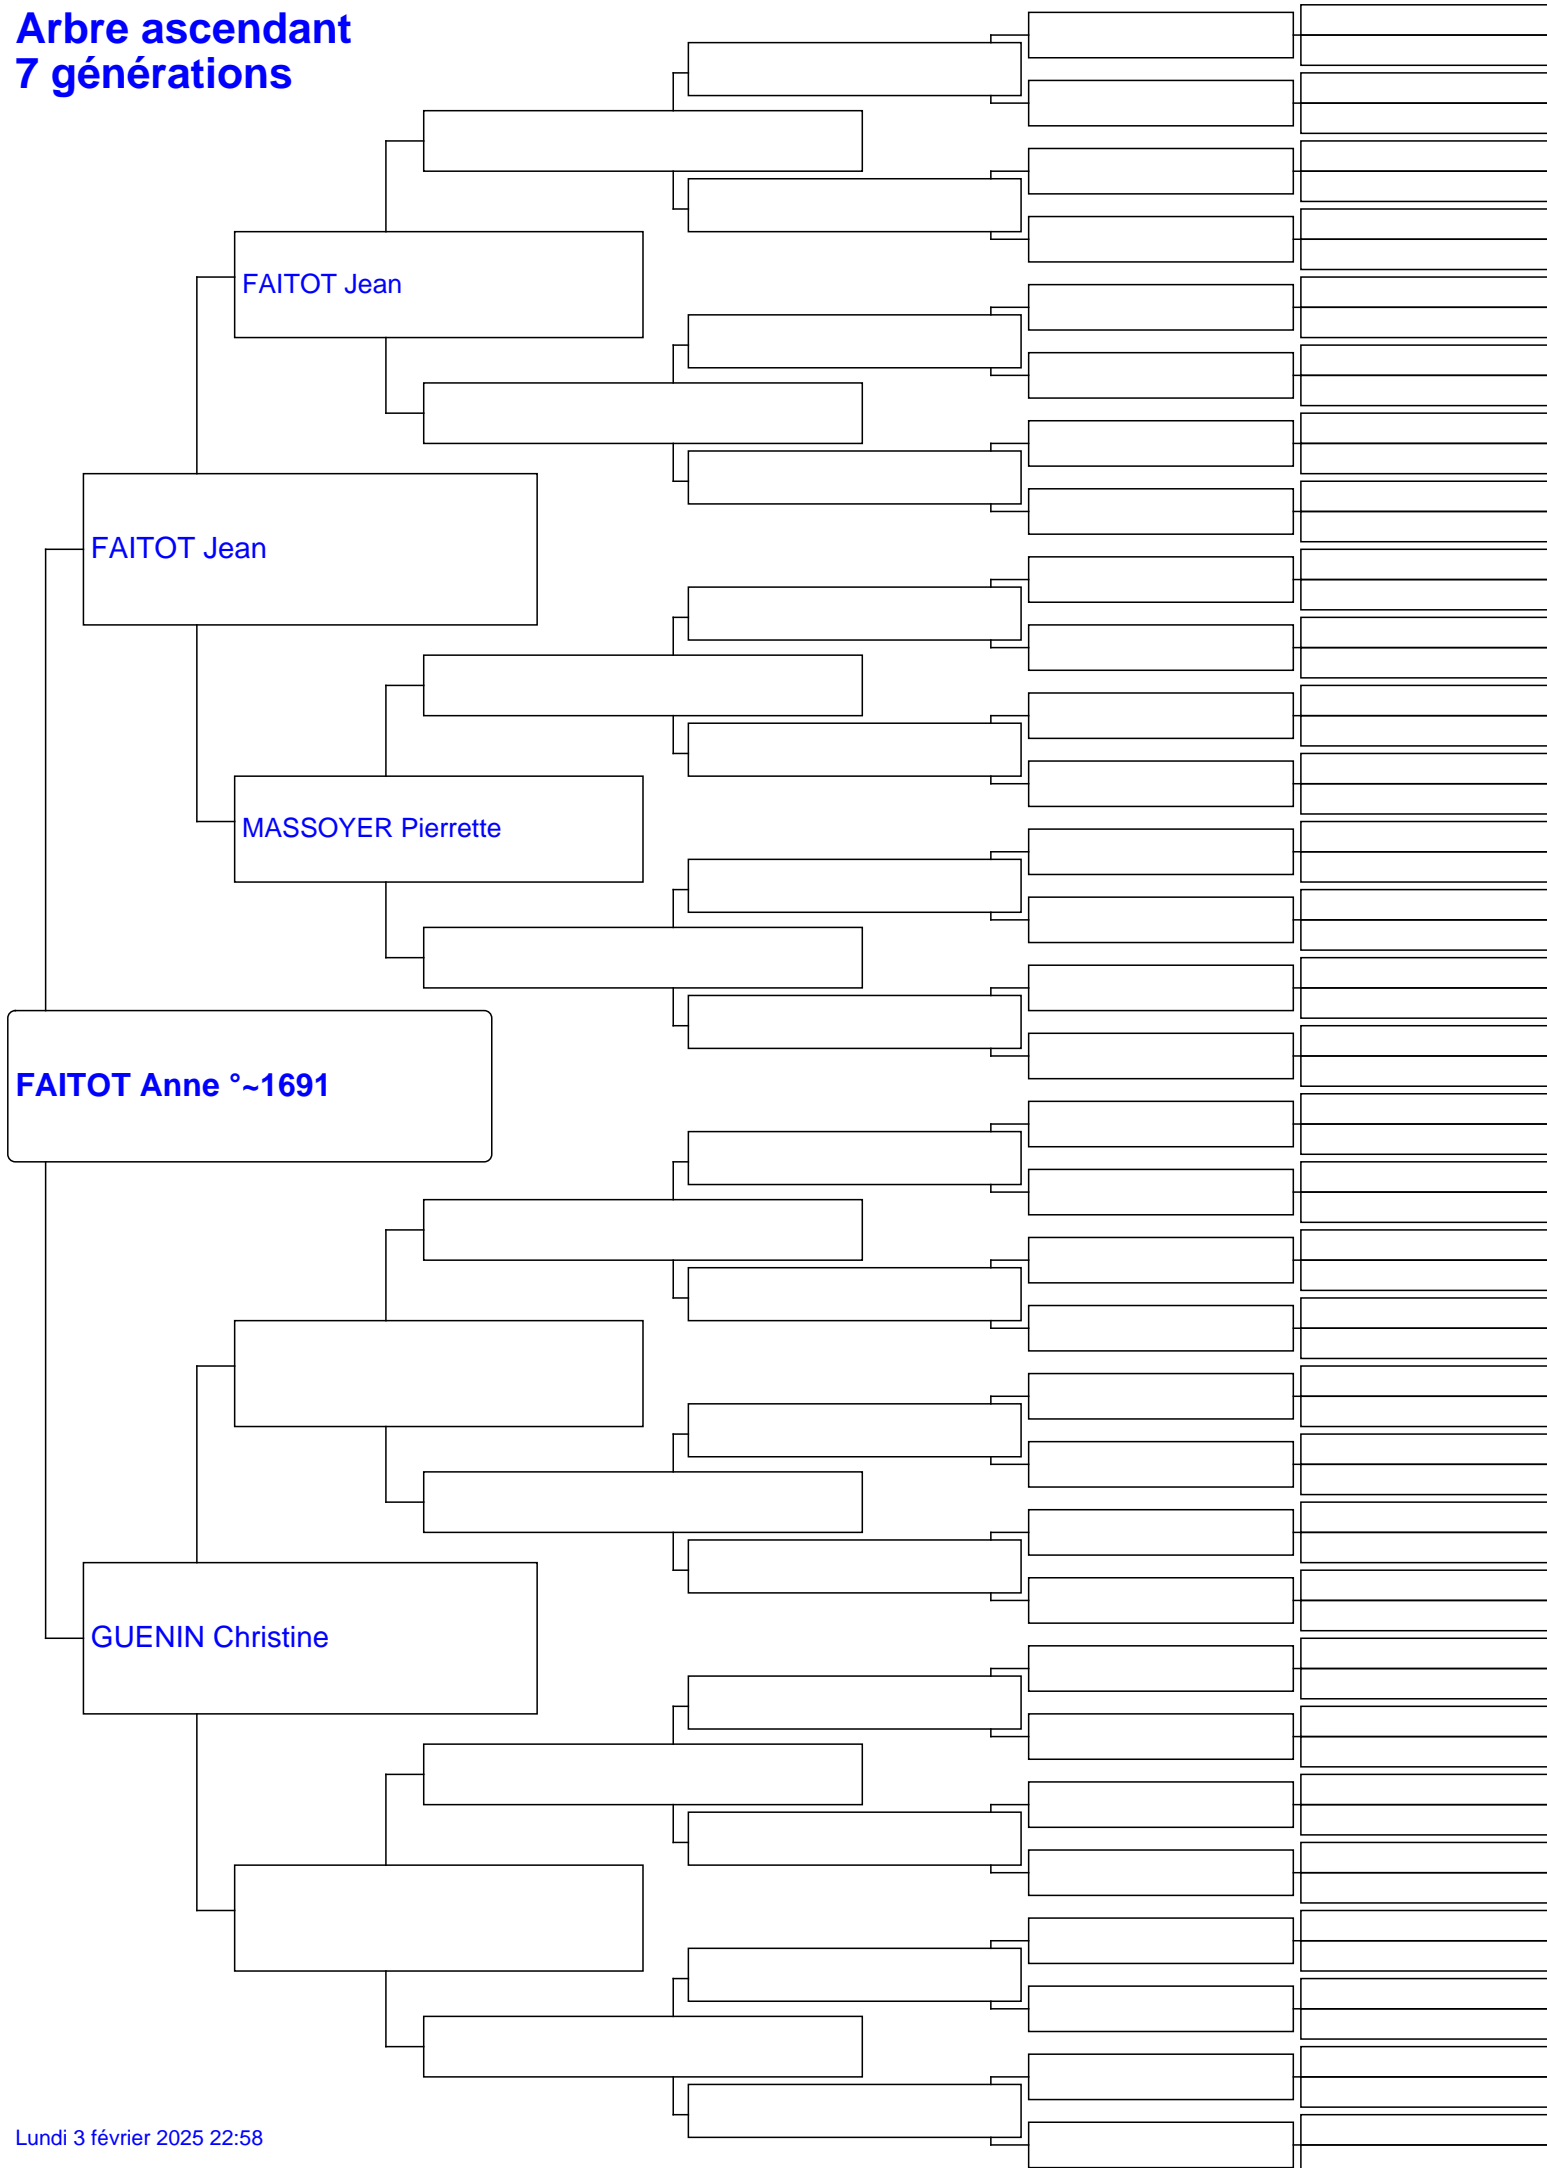 Arbre ascendant
7 générations
FAITOT Jean
FAITOT Jean
MASSOYER Pierrette
FAITOT Anne °~1691
GUENIN Christine
Lundi 3 février 2025 22:58